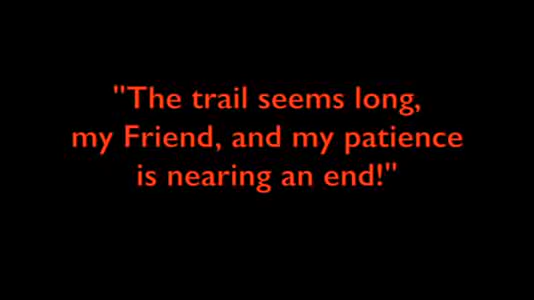 "The trail seems long,
my Friend, and my patience
is nearing an end!"